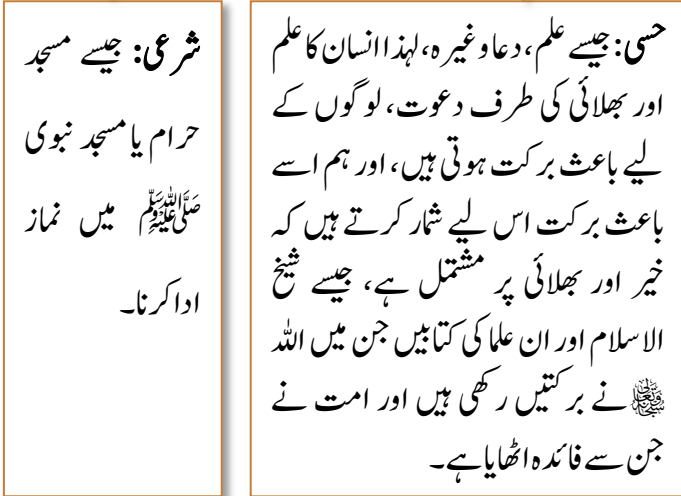 حسی: جیسے علم، دعا وغیرہ، لہذا انسان کا علم
اور بھلائی کی طرف دعوت، لوگوں کے
لیے باعث برکت ہوتی ہیں، اور ہم اسے
باعث برکت اس لیے شمار کرتے ہیں کہ
خیر اور بھلائی پر مشتمل ہے، جیسے شیخ
الاسلام اور ان علما کی کتابیں جن میں اللہ
سبحانہ وتعالی نے برکتیں رکھی ہیں اور امت نے
جن سے فائدہ اٹھایا ہے۔
شرعی: جیسے مسجد
حرام یا مسجد نبوی
ﷺ میں نماز
ادا کرنا۔